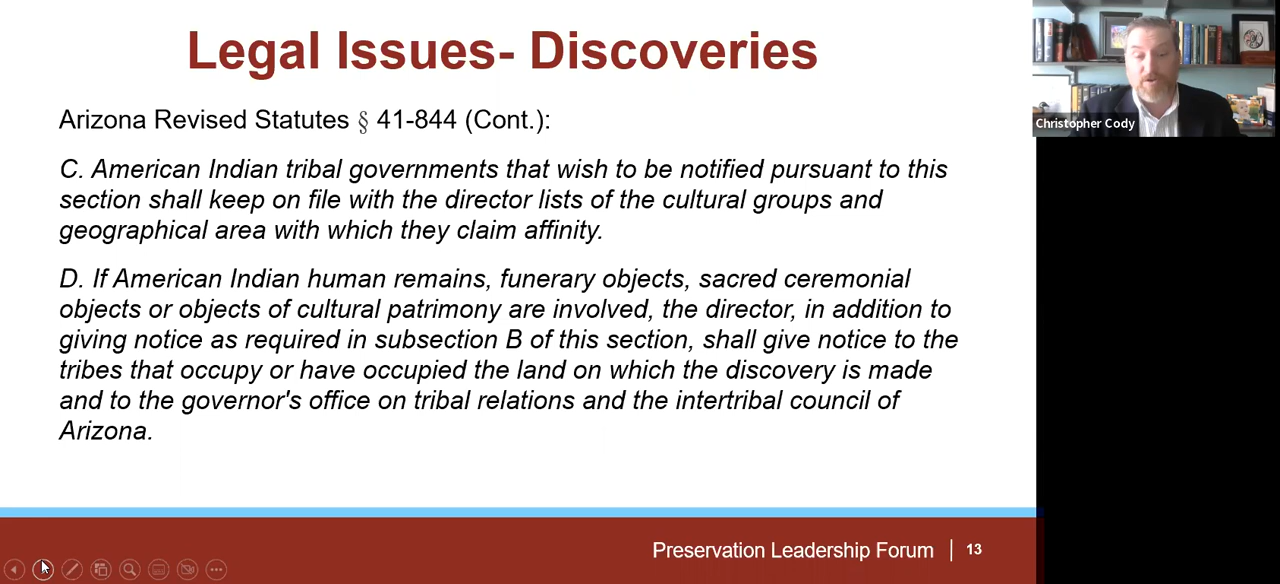 Legal Issues- Discoveries
Arizona Revised Statutes § 41-844 (Cont.):
C. American Indian tribal governments that wish to be notified pursuant to this
section shall keep on file with the director lists of the cultural groups and
geographical area with which they claim affinity.
D. If American Indian human remains, funerary objects, sacred ceremonial
objects or objects of cultural patrimony are involved, the director, in addition to
giving notice as required in subsection B of this section, shall give notice to the
tribes that occupy or have occupied the land on which the discovery is made
and to the governor's office on tribal relations and the intertribal council of
Arizona.
Preservation Leadership Forum | 13
Christopher Cody